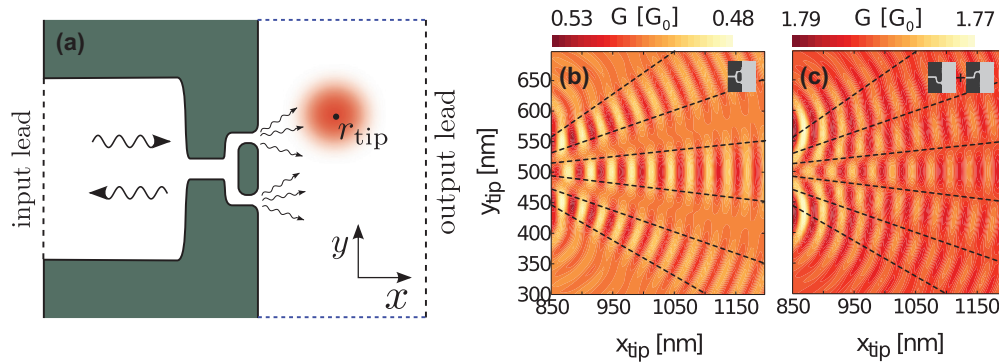 (a)
input lead
r_tip
output lead
y
x
0.53 G [G₀] 0.48
(b)
y_tip [nm]
650
600
550
500
450
400
350
300
850 950 1050 1150
x_tip [nm]
1.79 G [G₀] 1.77
(c)
+
850 950 1050 1150
x_tip [nm]